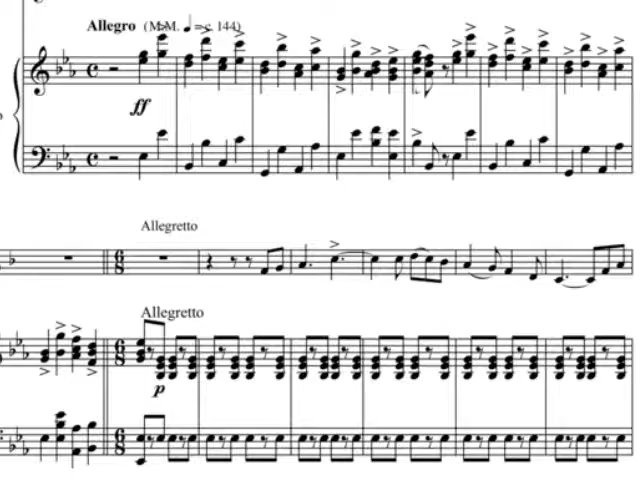 Allegro (M.M. ♩ = c. 144)
ff
Allegretto
Allegretto
p